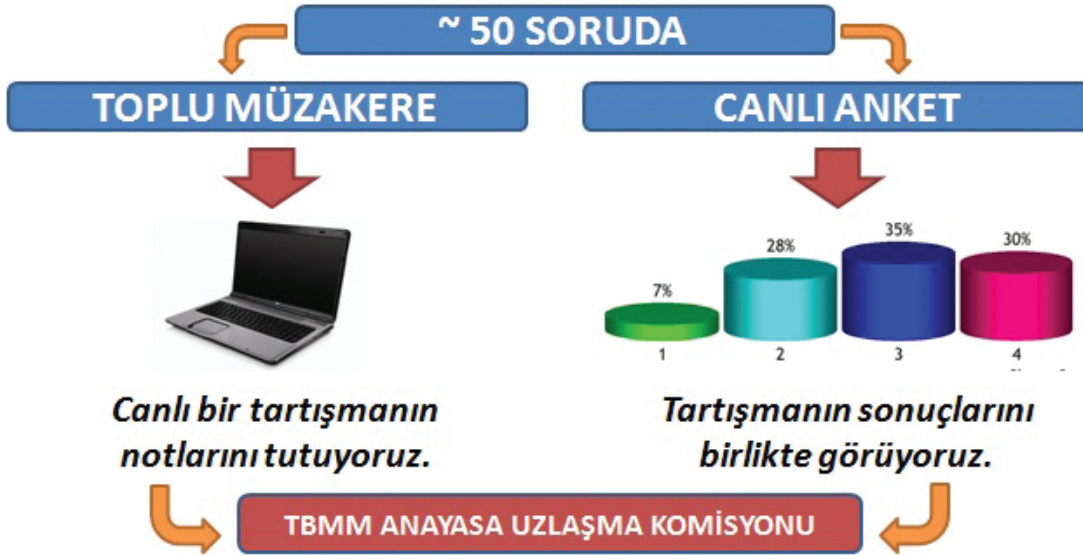 ~ 50 SORUDA
TOPLU MÜZAKERE
CANLI ANKET
7%
28%
35%
30%
1
2
3
4
Canlı bir tartışmanın
notlarını tutuyoruz.
Tartışmanın sonuçlarını
birlikte görüyoruz.
TBMM ANAYASA UZLAŞMA KOMİSYONU